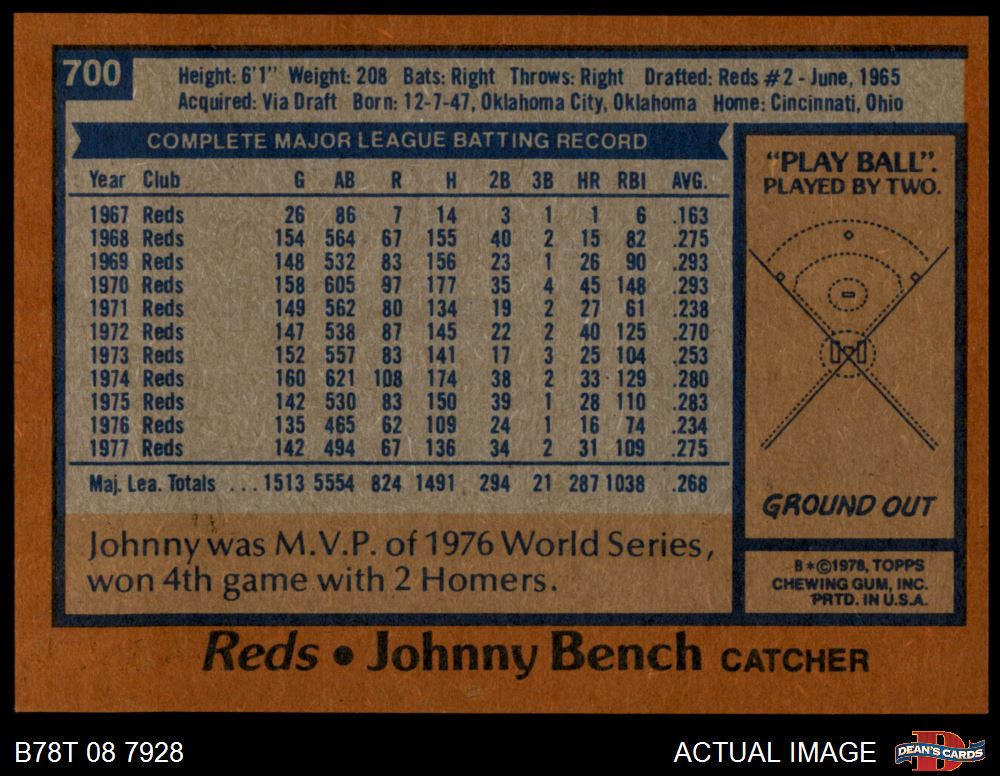 700
Height: 6'1" Weight: 208 Bats: Right Throws: Right Drafted: Reds #2 - June, 1965
Acquired: Via Draft Born: 12-7-47, Oklahoma City, Oklahoma Home: Cincinnati, Ohio
COMPLETE MAJOR LEAGUE BATTING RECORD
Year Club G AB R H 2B 3B HR RBI AVG.
1967 Reds 26 86 7 14 3 1 1 6 .163
1968 Reds 154 564 67 155 40 2 15 82 .275
1969 Reds 148 532 83 156 23 1 26 90 .293
1970 Reds 158 605 97 177 35 4 45 148 .293
1971 Reds 149 562 80 134 19 2 27 61 .238
1972 Reds 147 538 87 145 22 2 40 125 .270
1973 Reds 152 557 83 141 17 3 25 104 .253
1974 Reds 160 621 108 174 38 2 33 129 .280
1975 Reds 142 530 83 150 39 1 28 110 .283
1976 Reds 135 465 62 109 24 1 16 74 .234
1977 Reds 142 494 67 136 34 2 31 109 .275
Maj. Lea. Totals ... 1513 5554 824 1491 294 21 287 1038 .268
Johnny was M.V.P. of 1976 World Series,
won 4th game with 2 Homers.
"PLAY BALL".
PLAYED BY TWO.
GROUND OUT
B*©1978, TOPPS
CHEWING GUM, INC.
PRTD. IN U.S.A.
Reds • Johnny Bench CATCHER
B78T 08 7928
ACTUAL IMAGE
D
DEAN'S CARDS